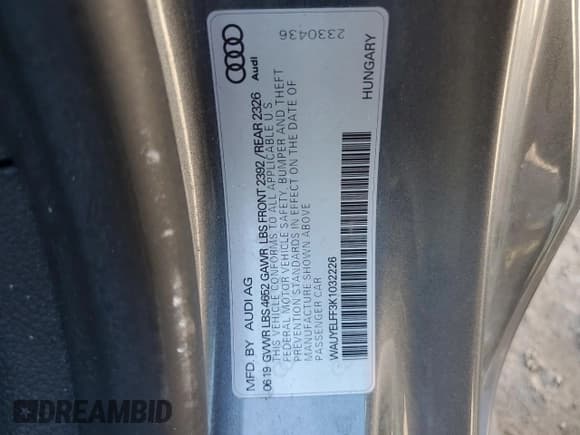 2330436
Audi
MFD. BY AUDI AG
06 19 GVWR LBS 4652 GAWR LBS FRONT 2392/REAR 2326
THIS VEHICLE CONFORMS TO ALL APPLICABLE U S
FEDERAL MOTOR VEHICLE SAFETY, BUMPER AND THEFT
PREVENTION STANDARDS IN EFFECT ON THE DATE OF
MANUFACTURE SHOWN ABOVE
PASSENGER CAR
WAUYELFF3K1032226
HUNGARY
DREAMBID